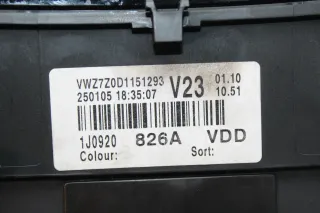 VWZ7Z0D1151293 V23 01.10
250105 18:35:07 10.51
1J0920 826A VDD
Colour: Sort: